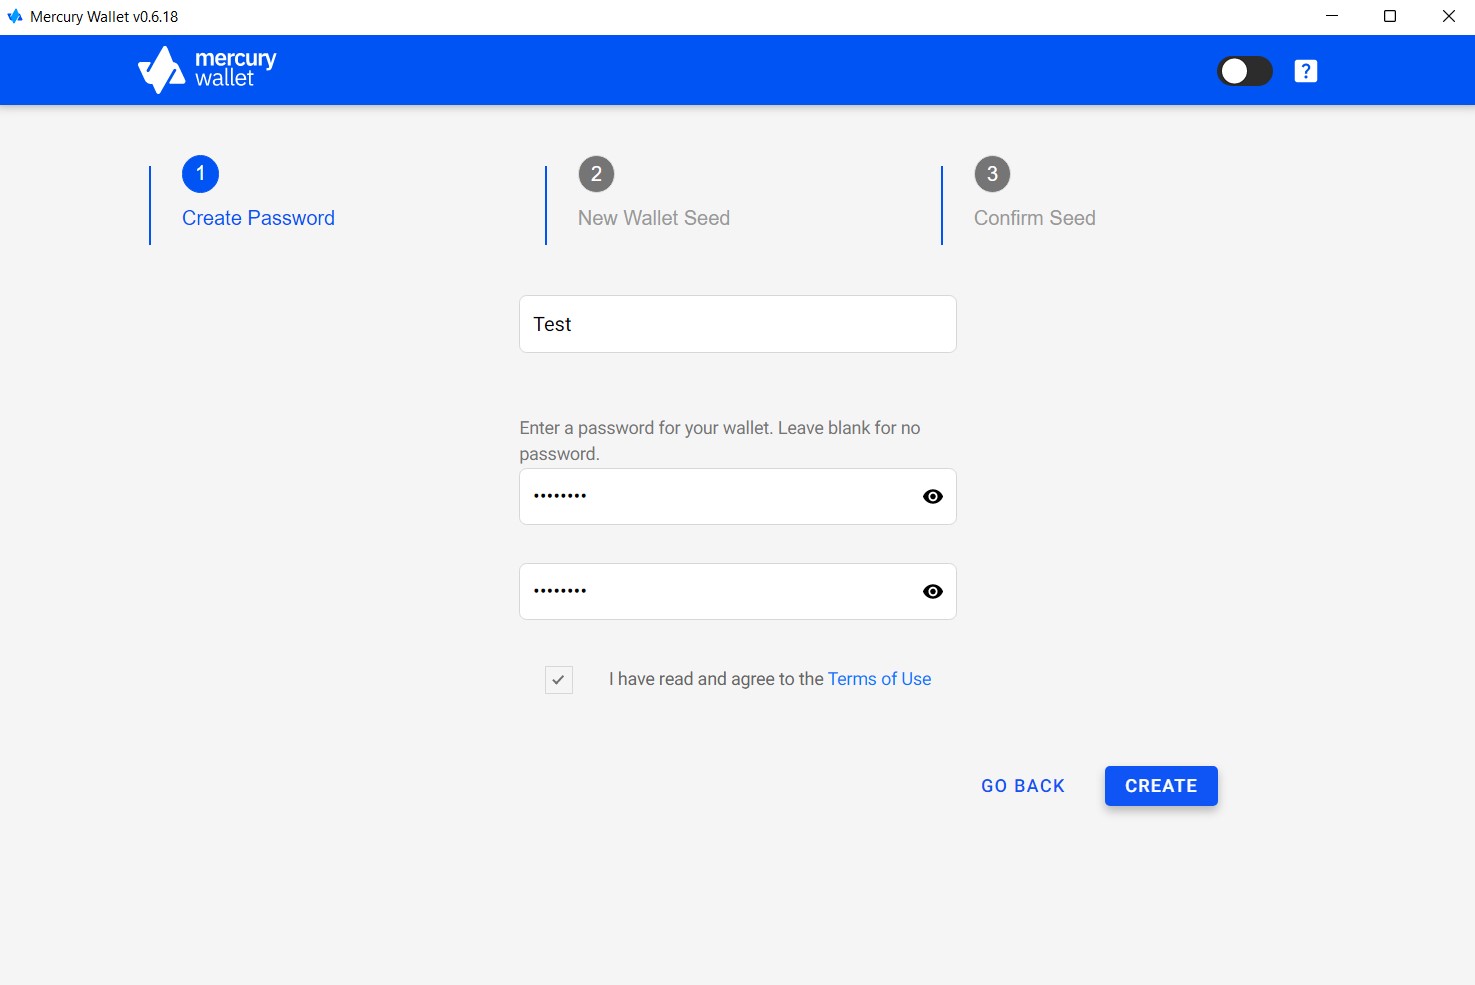 Mercury Wallet v0.6.18
mercury
wallet
?
1
Create Password
2
New Wallet Seed
3
Confirm Seed
Test
Enter a password for your wallet. Leave blank for no
password.
••••••••
••••••••
I have read and agree to the Terms of Use
GO BACK
CREATE